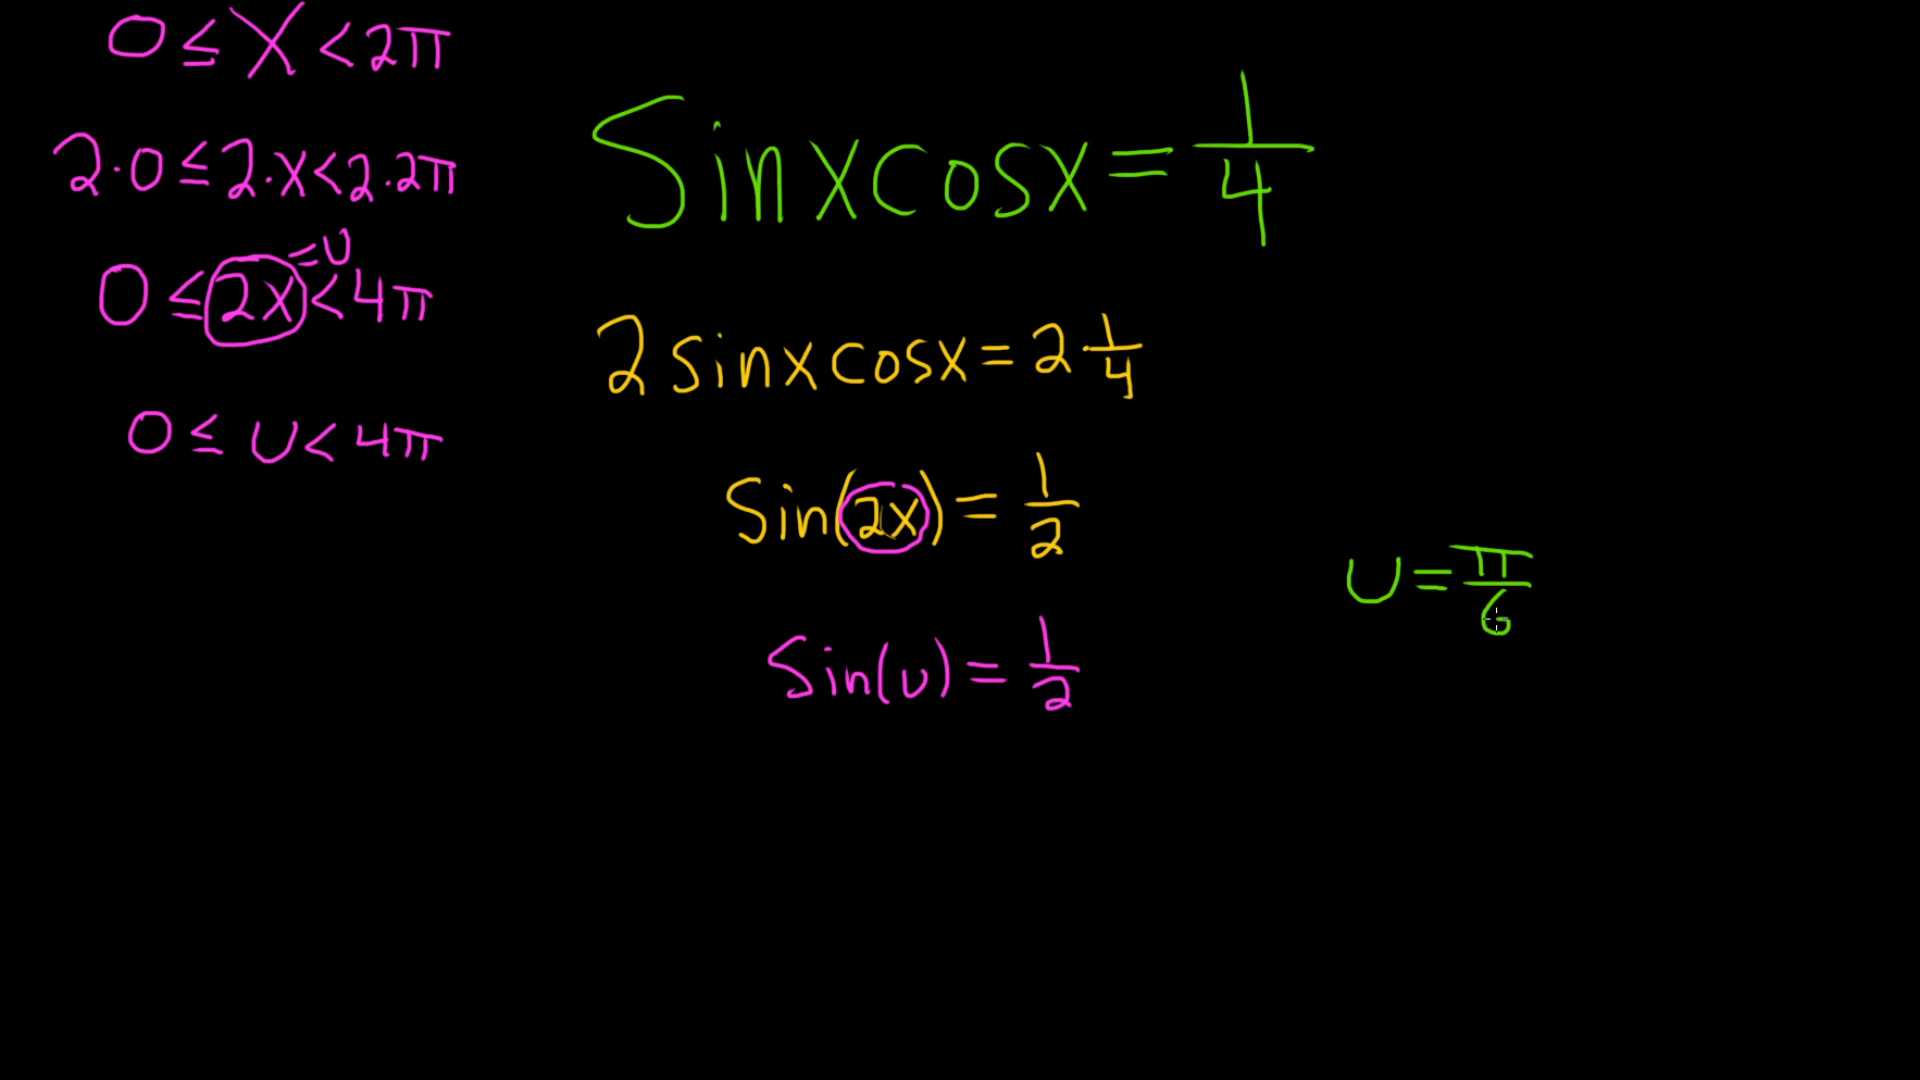 0 ≤ x < 2π
2·0 ≤ 2·x < 2·2π
0 ≤ 2x < 4π
=u
0 ≤ u < 4π
Sinxcosx = 1/4
2sinxcosx = 2·1/4
Sin(2x) = 1/2
Sin(u) = 1/2
u = π/6